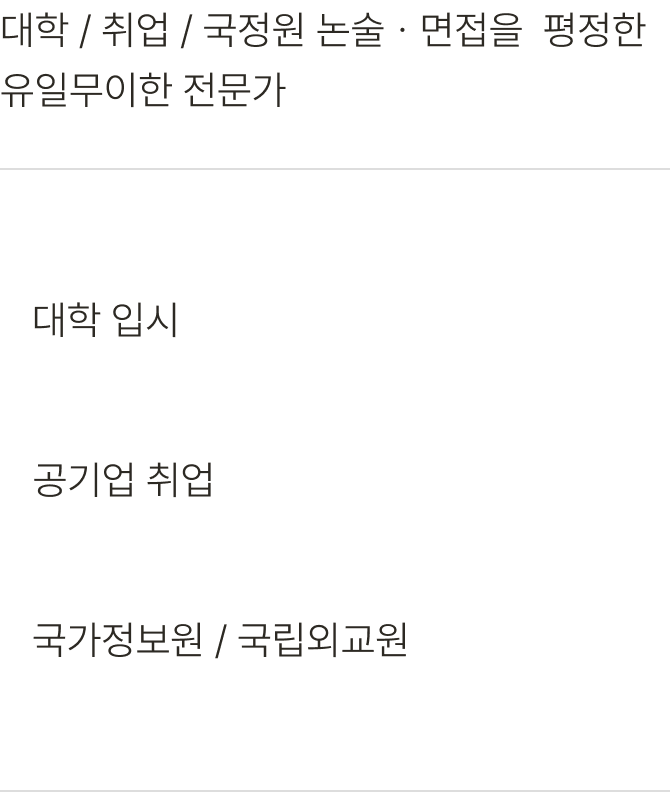 대학 / 취업 / 국정원 논술 · 면접을  평정한
유일무이한 전문가
대학 입시
공기업 취업
국가정보원 / 국립외교원